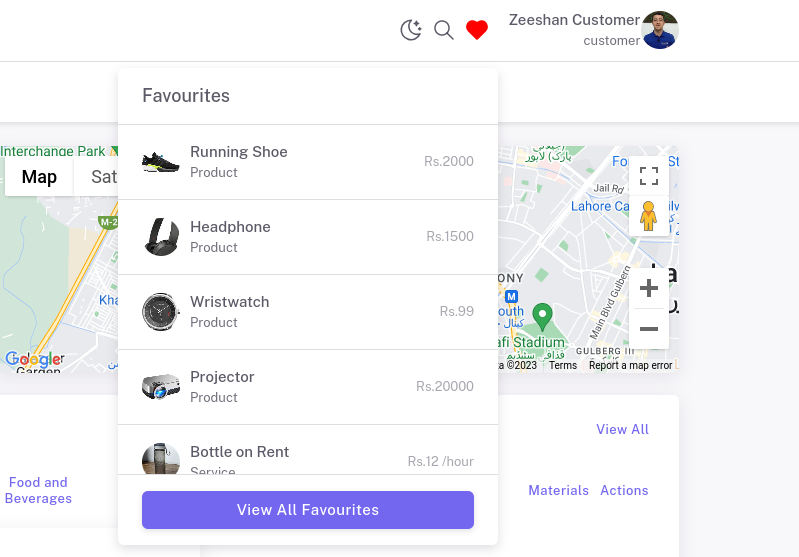 Zeeshan Customer
customer
Favourites
Running Shoe
Product
Rs.2000
Headphone
Product
Rs.1500
Wristwatch
Product
Rs.99
Projector
Product
Rs.20000
Bottle on Rent
Service
Rs.12 /hour
View All Favourites
Interchange Park
Map
M-2
Google
Jail Rd
Lahore
M
Main Blvd Gulberg
Stadium
GULBERG III
©2023
Terms
Report a map error
View All
Food and
Beverages
Materials
Actions